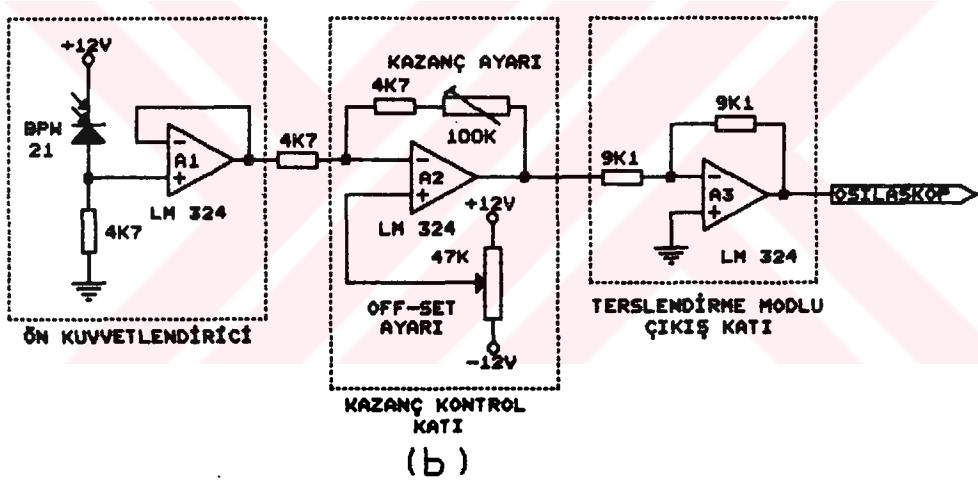 +12V
BPW
21
A1
LM 324
4K7
ÖN KUVVETLENDİRİCİ
4K7
KAZANÇ AYARI
4K7
100K
A2
LM 324
+12V
47K
OFF-SET
AYARI
-12V
KAZANÇ KONTROL
KATI
9K1
9K1
A3
LM 324
OSILASKOP
TERSLENDİRME MODLU
ÇIKIŞ KATI
(b)